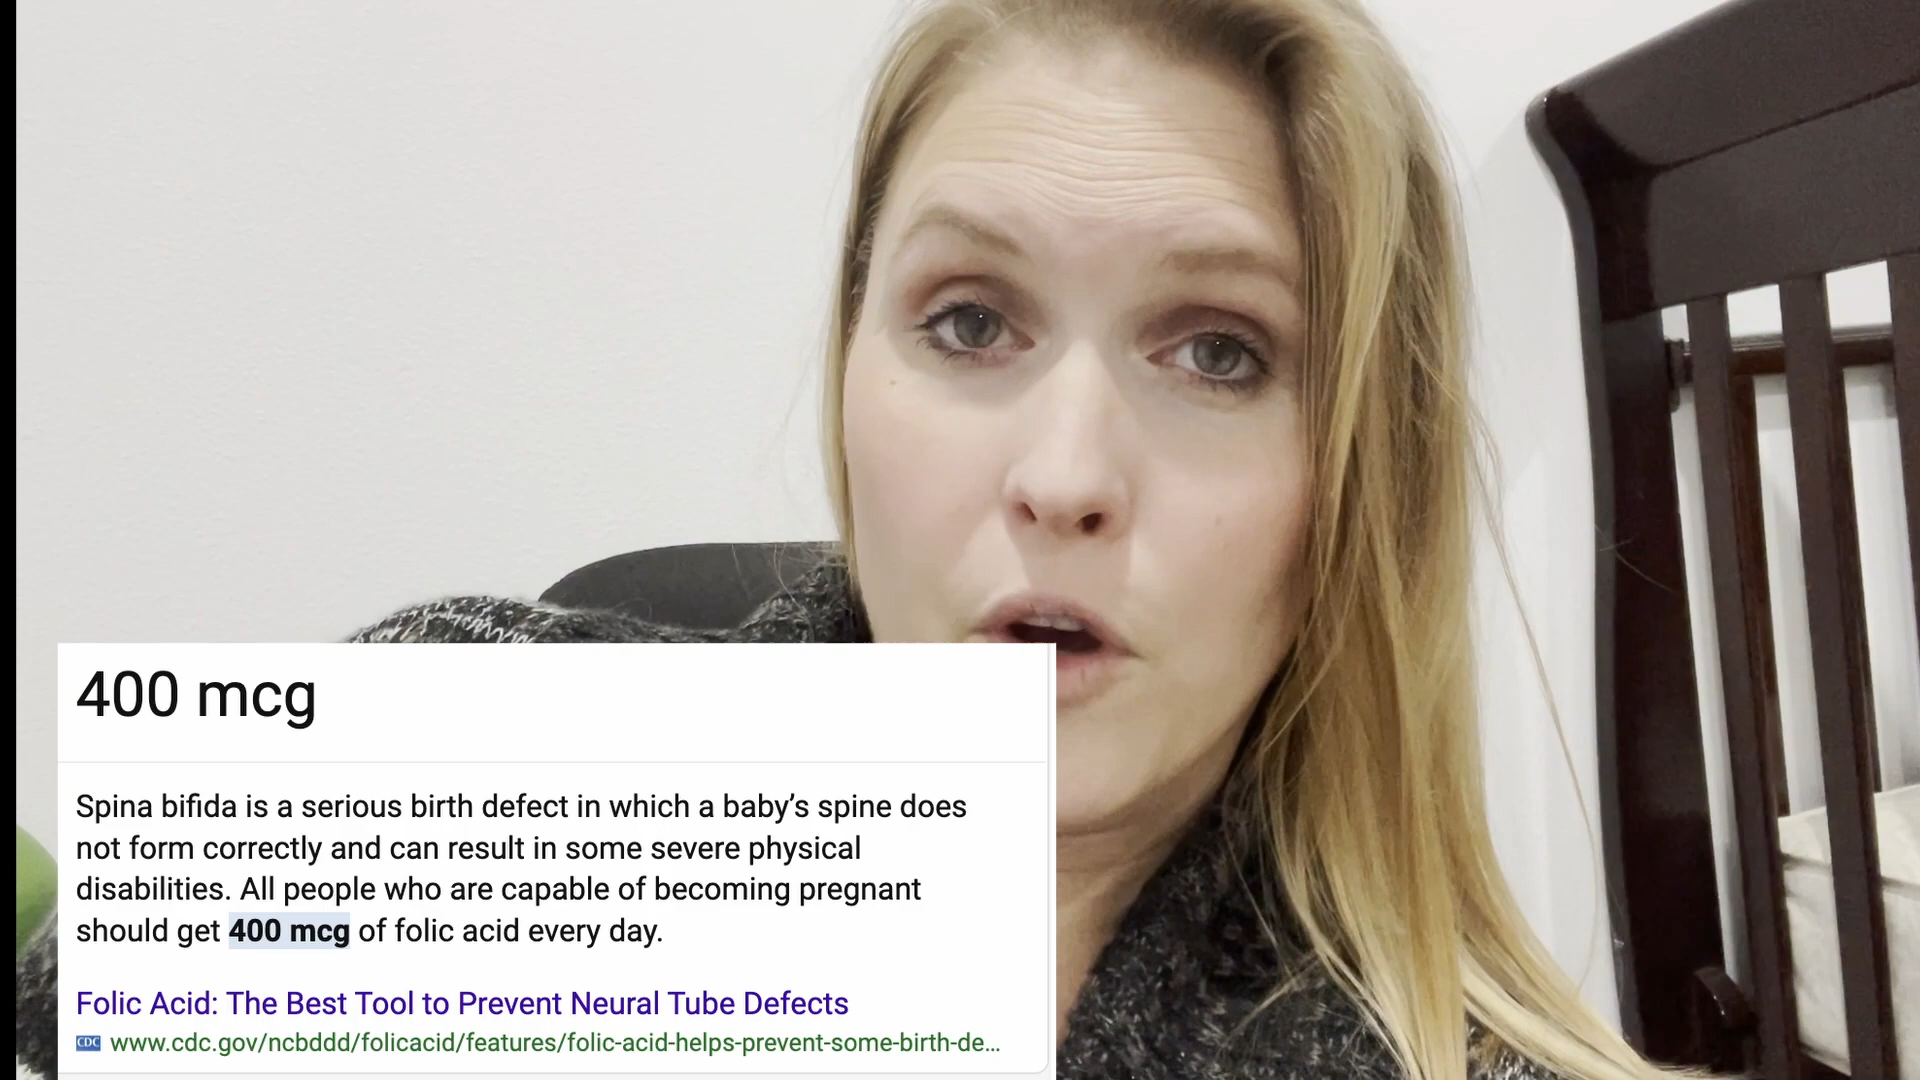 400 mcg
Spina bifida is a serious birth defect in which a baby’s spine does
not form correctly and can result in some severe physical
disabilities. All people who are capable of becoming pregnant
should get 400 mcg of folic acid every day.
Folic Acid: The Best Tool to Prevent Neural Tube Defects
CDC www.cdc.gov/ncbddd/folicacid/features/folic-acid-helps-prevent-some-birth-de...